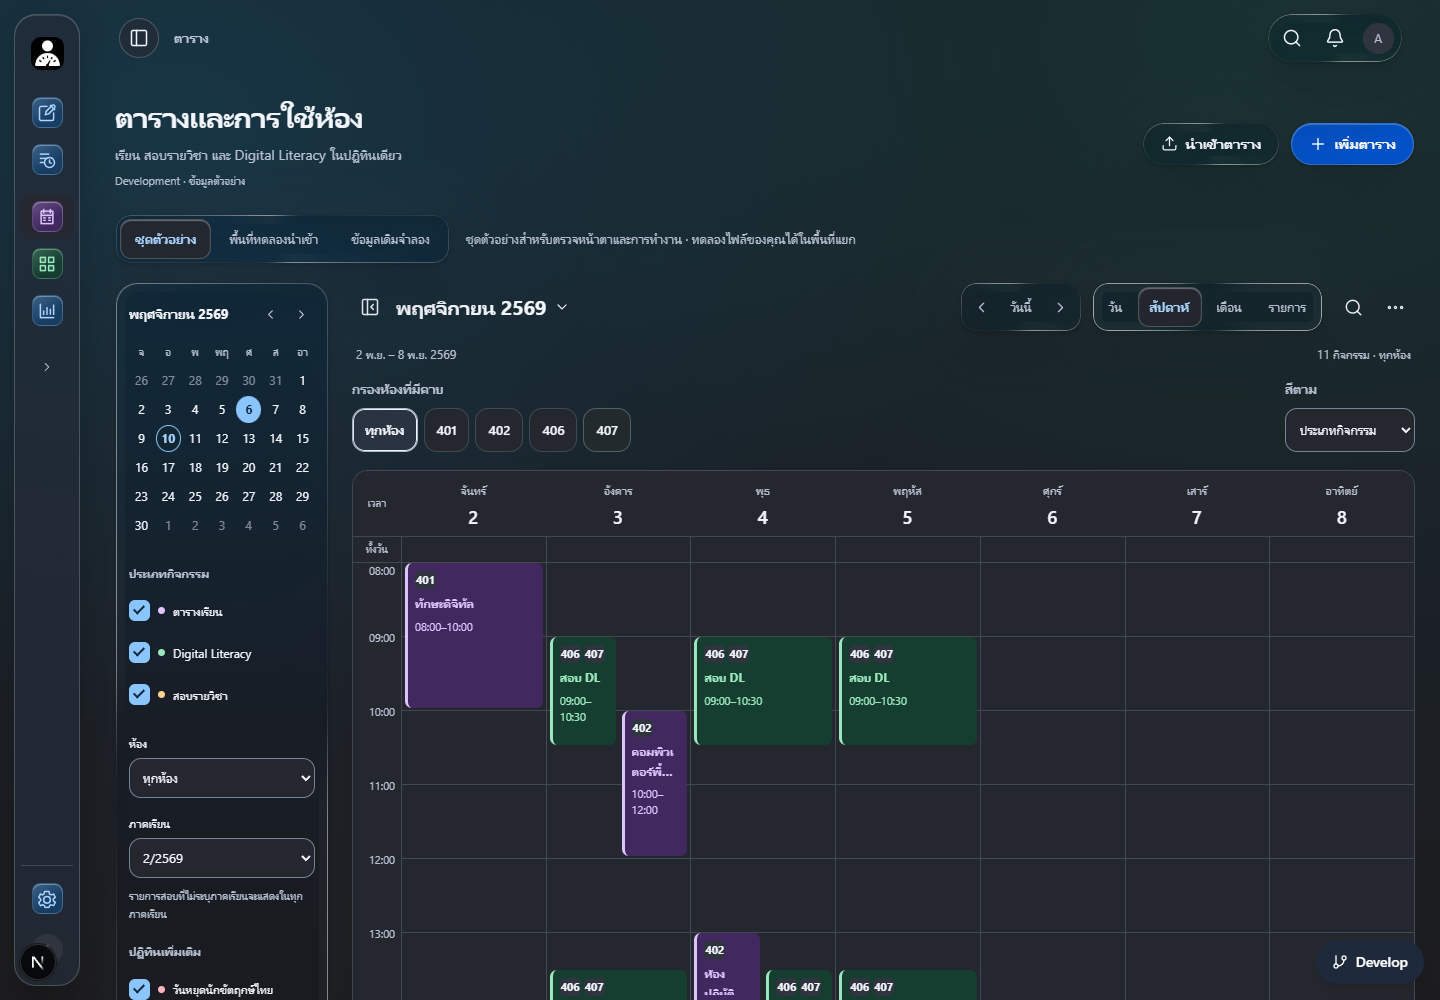 ตาราง
A
ตารางและการใช้ห้อง
เรียน สอบรายวิชา และ Digital Literacy ในปฏิทินเดียว
Development · ข้อมูลตัวอย่าง
นำเข้าตาราง
เพิ่มตาราง
ชุดตัวอย่าง
พื้นที่ทดลองนำเข้า
ข้อมูลเดิมจำลอง
ชุดตัวอย่างสำหรับตรวจหน้าตาและการทำงาน · ทดลองไฟล์ของคุณได้ในพื้นที่แยก
พฤศจิกายน 2569
จ อ พ พฤ ศ ส อา
26 27 28 29 30 31 1
2 3 4 5 6 7 8
9 10 11 12 13 14 15
16 17 18 19 20 21 22
23 24 25 26 27 28 29
30 1 2 3 4 5 6
ประเภทกิจกรรม
ตารางเรียน
Digital Literacy
สอบรายวิชา
ห้อง
ทุกห้อง
ภาคเรียน
2/2569
รายการสอบที่ไม่ระบุภาคเรียนจะแสดงในทุก
ภาคเรียน
ปฏิทินเพิ่มเติม
วันหยุดนักขัตฤกษ์ไทย
N
พฤศจิกายน 2569
วันนี้
วัน สัปดาห์ เดือน รายการ
2 พ.ย. – 8 พ.ย. 2569
11 กิจกรรม · ทุกห้อง
กรองห้องที่มีคาบ
ทุกห้อง 401 402 406 407
สีตาม
ประเภทกิจกรรม
เวลา
จันทร์ อังคาร พุธ พฤหัส ศุกร์ เสาร์ อาทิตย์
2 3 4 5 6 7 8
ทั้งวัน
08:00
09:00
10:00
11:00
12:00
13:00
401
ทักษะดิจิทัล
08:00–10:00
406 407
สอบ DL
09:00–
10:30
402
คอมพิวเ
ตอร์พื้...
10:00–
12:00
406 407
สอบ DL
09:00–10:30
406 407
สอบ DL
09:00–10:30
406 407
402
ห้อง
ปฏิบัติ
406 407
406 407
Develop